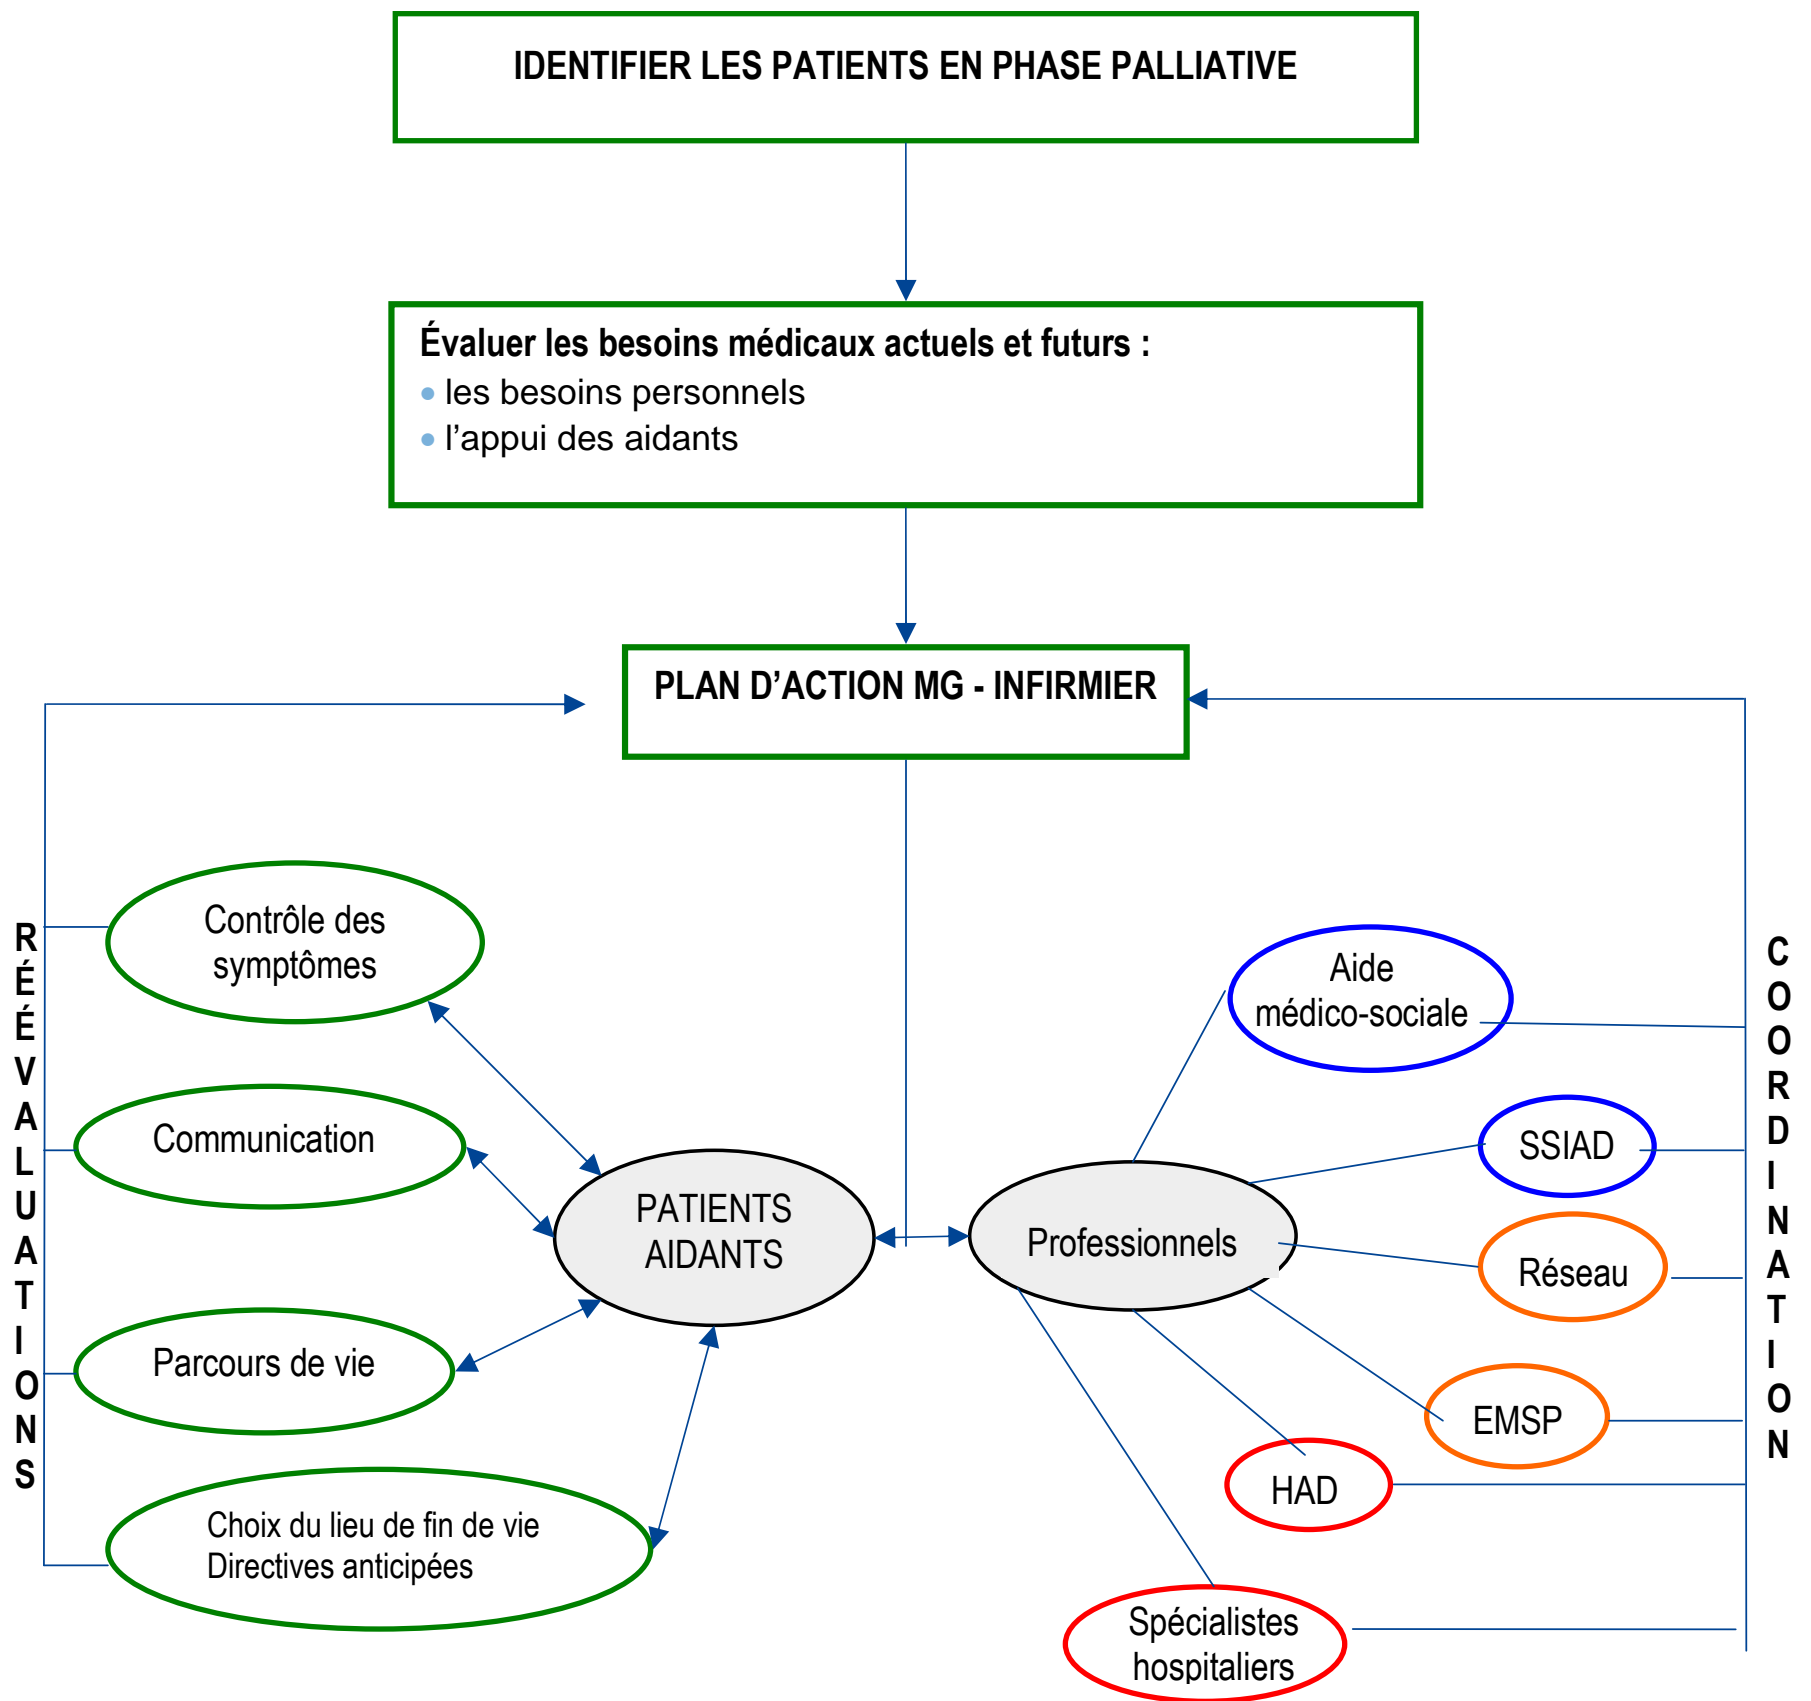 IDENTIFIER LES PATIENTS EN PHASE PALLIATIVE
Évaluer les besoins médicaux actuels et futurs :
• les besoins personnels
• l’appui des aidants
PLAN D’ACTION MG - INFIRMIER
RÉÉVALUATIONS
Contrôle des
symptômes
Communication
Parcours de vie
Choix du lieu de fin de vie
Directives anticipées
PATIENTS
AIDANTS
Professionnels
Aide
médico-sociale
SSIAD
Réseau
EMSP
HAD
Spécialistes
hospitaliers
COORDINATION